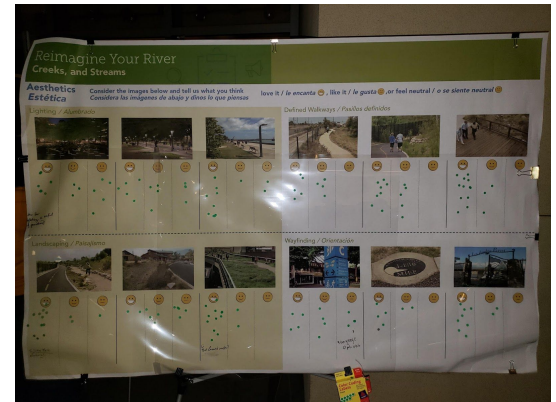 Reimagine Your River
Creeks, and Streams
Aesthetics
Estética
Consider the images below and tell us what you think
Considera las imágenes de abajo y dinos lo que piensas
love it / le encanta , like it / le gusta , or feel neutral / o se siente neutral
Lighting / Alumbrado
Defined Walkways / Pasillos definidos
Landscaping / Paisajismo
Wayfinding / Orientación